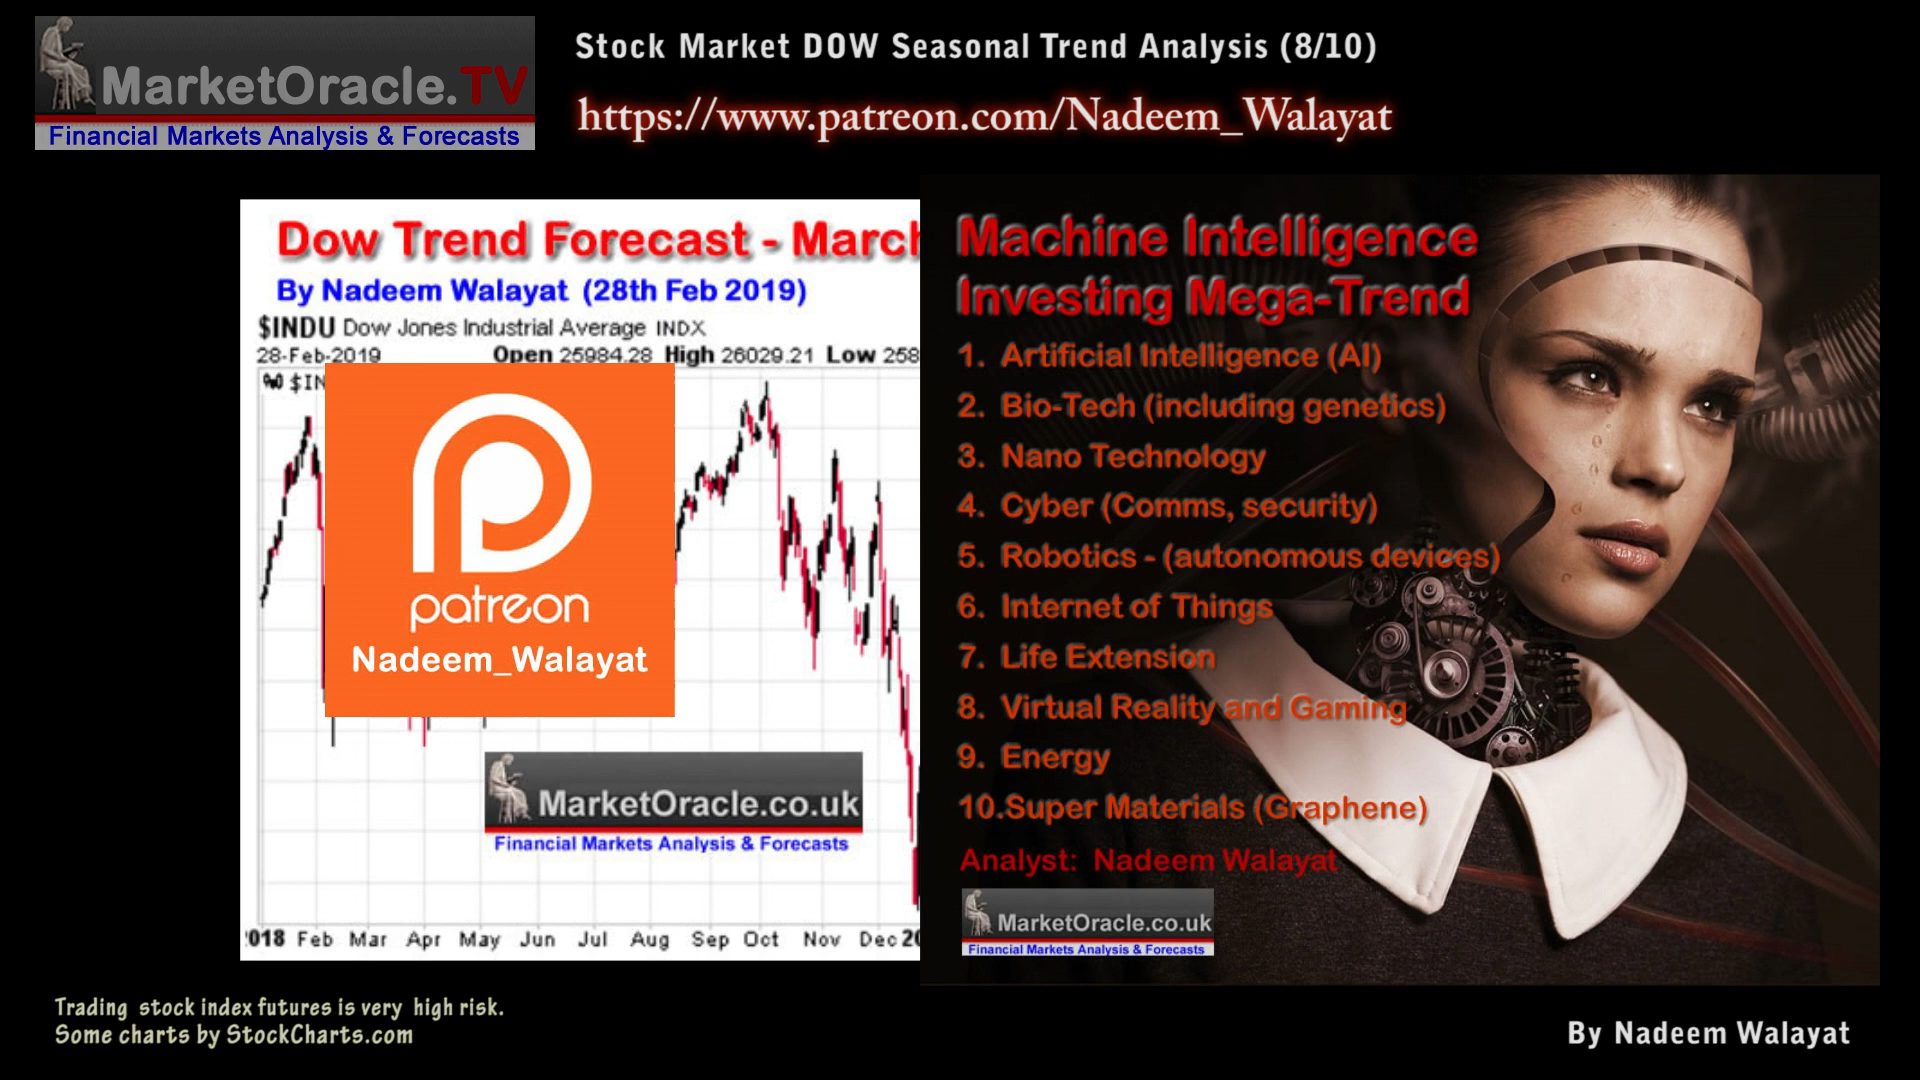 MarketOracle.TV
Financial Markets Analysis & Forecasts
Stock Market DOW Seasonal Trend Analysis (8/10)
https://www.patreon.com/Nadeem_Walayat
Dow Trend Forecast - March
By Nadeem Walayat (28th Feb 2019)
$INDU Dow Jones Industrial Average INDX
28-Feb-2019 Open 25984.28 High 26029.21 Low 258
$IN
patreon
Nadeem_Walayat
MarketOracle.co.uk
Financial Markets Analysis & Forecasts
2018 Feb Mar Apr May Jun Jul Aug Sep Oct Nov Dec 20
Machine Intelligence
Investing Mega-Trend
1. Artificial Intelligence (AI)
2. Bio-Tech (including genetics)
3. Nano Technology
4. Cyber (Comms, security)
5. Robotics - (autonomous devices)
6. Internet of Things
7. Life Extension
8. Virtual Reality and Gaming
9. Energy
10.Super Materials (Graphene)
Analyst: Nadeem Walayat
MarketOracle.co.uk
Financial Markets Analysis & Forecasts
Trading stock index futures is very high risk.
Some charts by StockCharts.com
By Nadeem Walayat